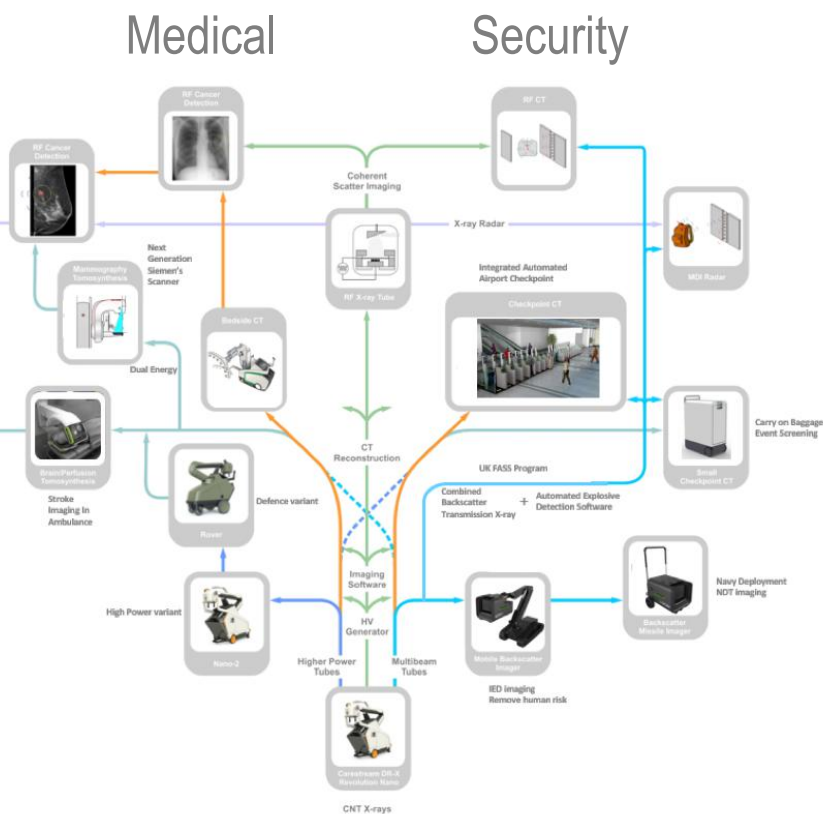 Medical
Security
RF Cancer
Detection
RF CT
RF Cancer
Detection
Coherent
Scatter Imaging
X-ray Radar
Next
Generation
Siemen's
Scanner
Mammography
Tomosynthesis
RF X-ray Tube
Integrated Automated
Airport Checkpoint
MDI Radar
Checkpoint CT
Bedside CT
Dual Energy
CT
Reconstruction
Carry on Baggage
Event Screening
Small
Checkpoint CT
Brain/Perfusion
Tomosynthesis
UK FASS Program
Stroke
Imaging In
Ambulance
Defence variant
Combined
Backscatter
Transmission X-ray
+
Automated Explosive
Detection Software
Rover
Imaging
Software
High Power variant
Navy Deployment
NDT imaging
HV
Generator
Backscatter
Missile Imager
Nano-2
Higher Power
Tubes
Multibeam
Tubes
Mobile Backscatter
Imager
IED imaging
Remove human risk
Carestream DR-X
Revolution Nano
CNT X-rays